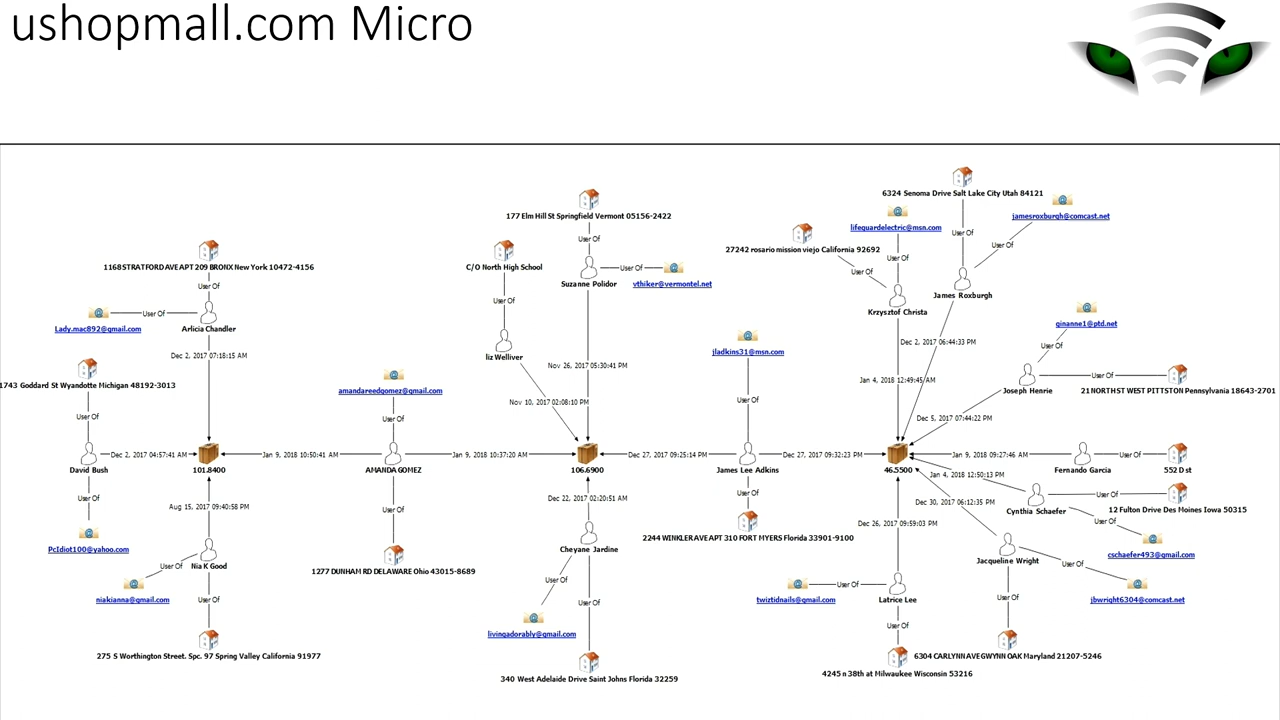 ushopmall.com Micro
6324 Senoma Drive Salt Lake City Utah 84121
177 Elm Hill St Springfield Vermont 05156-2422
lifeguardelectric@msn.com
jamesroxburgh@comcast.net
User Of
User Of
User Of
27242 rosario mission viejo California 92692
User Of
User Of
1168 STRATFORD AVE APT 209 BRONX New York 10472-4156
C/O North High School
User Of
vthiker@vermontel.net
Suzanne Polidor
User Of
User Of
James Roxburgh
User Of
Krzysztof Christa
Lady.mac892@gmail.com
User Of
Arlicia Chandler
ginanne1@ptd.net
Dec 2, 2017 06:44:33 PM
User Of
Dec 2, 2017 07:18:15 AM
liz Welliver
jladkins31@msn.com
Nov 26, 2017 05:30:41 PM
Jan 4, 2018 12:49:45 AM
User Of
1743 Goddard St Wyandotte Michigan 48192-3013
amandareedgomez@gmail.com
Joseph Henrie
21 NORTH ST WEST PITTSTON Pennsylvania 18643-2701
User Of
User Of
Nov 10, 2017 02:08:10 PM
User Of
Dec 5, 2017 07:44:22 PM
David Bush
Dec 2, 2017 04:57:41 AM
101.8400
Jan 9, 2018 10:50:41 AM
AMANDA GOMEZ
Jan 9, 2018 10:37:20 AM
106.6900
Dec 27, 2017 09:25:14 PM
James Lee Adkins
Dec 27, 2017 09:32:23 PM
46.5500
Jan 9, 2018 09:27:46 AM
Fernando Garcia
User Of
552 D st
Jan 4, 2018 12:50:13 PM
User Of
Aug 15, 2017 09:40:58 PM
User Of
Dec 22, 2017 02:20:51 AM
User Of
Dec 30, 2017 06:12:35 PM
Cynthia Schaefer
User Of
12 Fulton Drive Des Moines Iowa 50315
User Of
Dec 26, 2017 09:59:03 PM
2244 WINKLER AVE APT 310 FORT MYERS Florida 33901-9100
PcIdiot100@yahoo.com
Cheyane Jardine
cschaefer493@gmail.com
Nia K Good
User Of
1277 DUNHAM RD DELAWARE Ohio 43015-8689
User Of
Jacqueline Wright
User Of
niakianna@gmail.com
User Of
User Of
twiztidnails@gmail.com
User Of
Latrice Lee
User Of
jbwright6304@comcast.net
livingadorably@gmail.com
User Of
275 S Worthington Street. Spc. 97 Spring Valley California 91977
6304 CARLYNN AVE GWYNN OAK Maryland 21207-5246
340 West Adelaide Drive Saint Johns Florida 32259
4245 n 38th at Milwaukee Wisconsin 53216